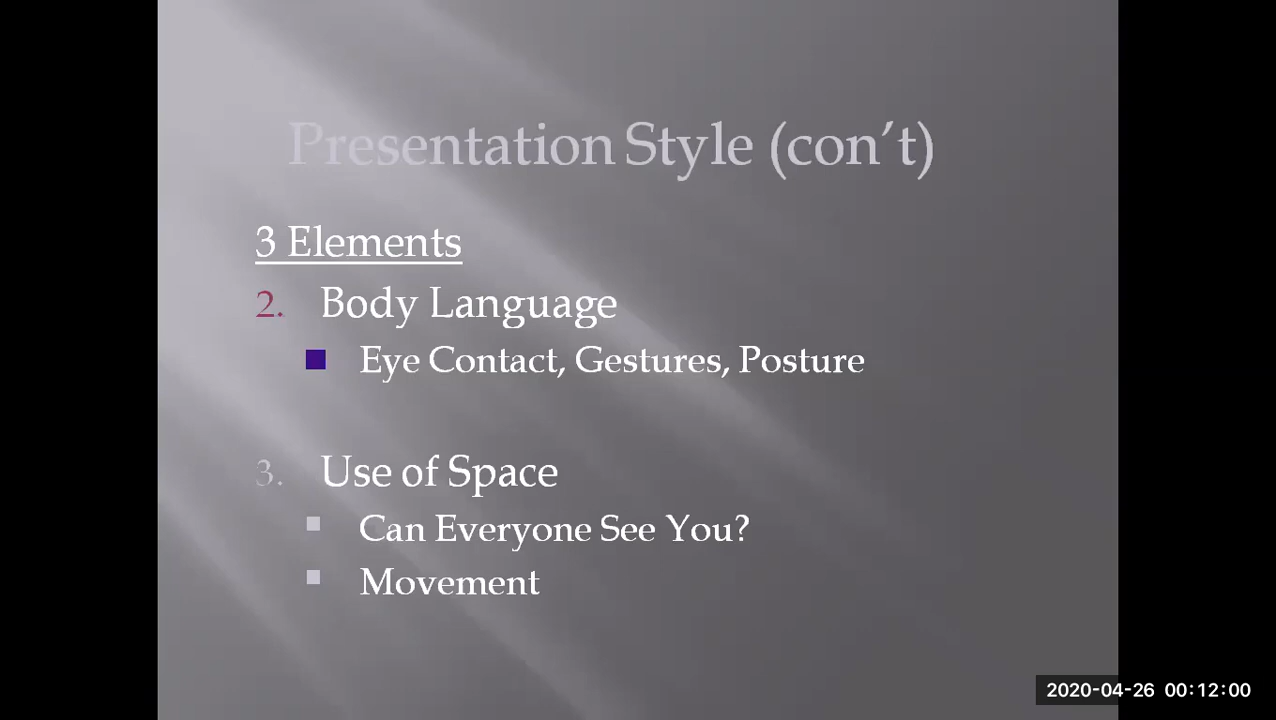 Presentation Style (con’t)
3 Elements
2. Body Language
Eye Contact, Gestures, Posture
3. Use of Space
Can Everyone See You?
Movement
2020-04-26 00:12:00